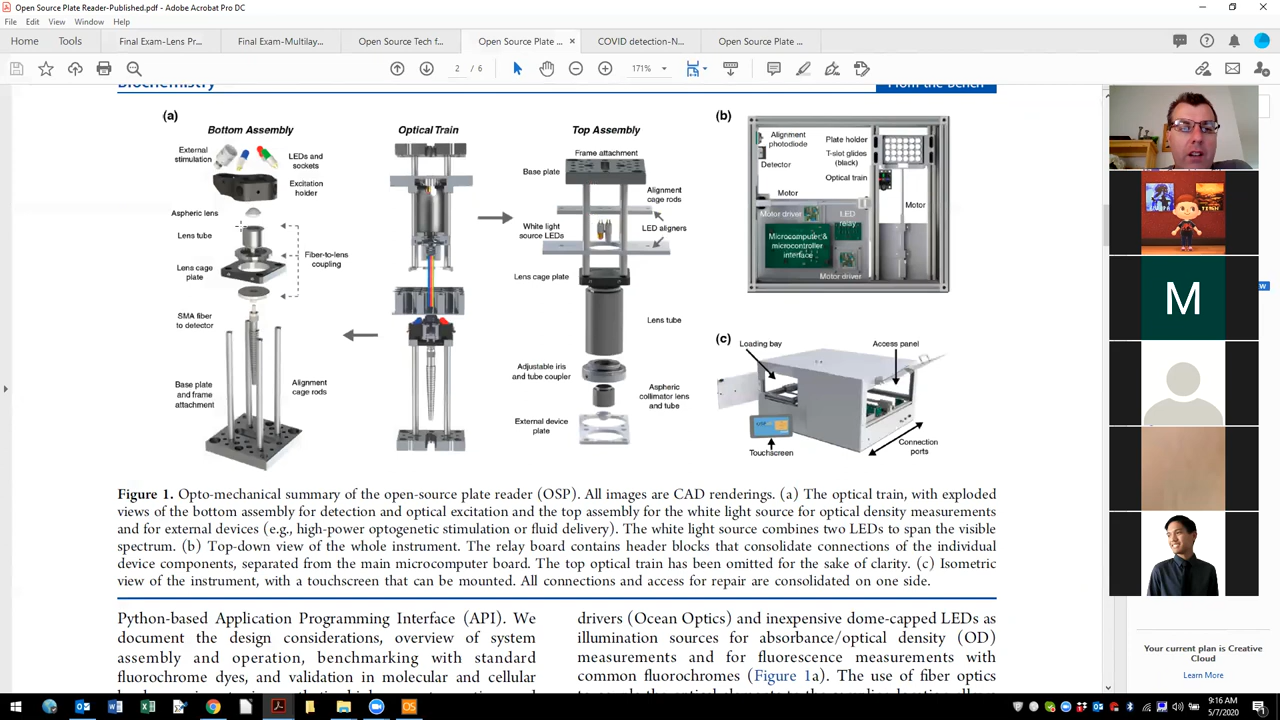 Open Source Plate Reader-Published.pdf - Adobe Acrobat Pro DC
File Edit View Window Help
Home
Tools
Final Exam-Lens Pr...
Final Exam-Multilay...
Open Source Tech f...
Open Source Plate ...
COVID detection-N...
Open Source Plate ...
2 / 6
171%
Biochemistry
From the Bench
(a)
Bottom Assembly
Optical Train
Top Assembly
External
stimulation
LEDs and
sockets
Excitation
holder
Aspheric lens
Lens tube
Fiber-to-lens
coupling
Lens cage
plate
SMA fiber
to detector
Base plate
and frame
attachment
Alignment
cage rods
Frame attachment
Base plate
Alignment
cage rods
White light
source LEDs
LED aligners
Lens cage plate
Lens tube
Adjustable iris
and tube coupler
Aspheric
collimator lens
and tube
External device
plate
(b)
Alignment
photodiode
Detector
Plate holder
T-slot glides
(black)
Optical train
Motor
Motor
Motor driver
LED
relay
Microcomputer &
microcontroller
interface
Motor driver
(c)
Loading bay
Access panel
Touchscreen
Connection
ports
Figure 1. Opto-mechanical summary of the open-source plate reader (OSP). All images are CAD renderings. (a) The optical train, with exploded
views of the bottom assembly for detection and optical excitation and the top assembly for the white light source for optical density measurements
and for external devices (e.g., high-power optogenetic stimulation or fluid delivery). The white light source combines two LEDs to span the visible
spectrum. (b) Top-down view of the whole instrument. The relay board contains header blocks that consolidate connections of the individual
device components, separated from the main microcomputer board. The top optical train has been omitted for the sake of clarity. (c) Isometric
view of the instrument, with a touchscreen that can be mounted. All connections and access for repair are consolidated on one side.
Python-based Application Programming Interface (API). We
document the design considerations, overview of system
assembly and operation, benchmarking with standard
fluorochrome dyes, and validation in molecular and cellular
drivers (Ocean Optics) and inexpensive dome-capped LEDs as
illumination sources for absorbance/optical density (OD)
measurements and for fluorescence measurements with
common fluorochromes (Figure 1a). The use of fiber optics
M
Your current plan is Creative
Cloud
Learn More
9:16 AM
5/7/2020